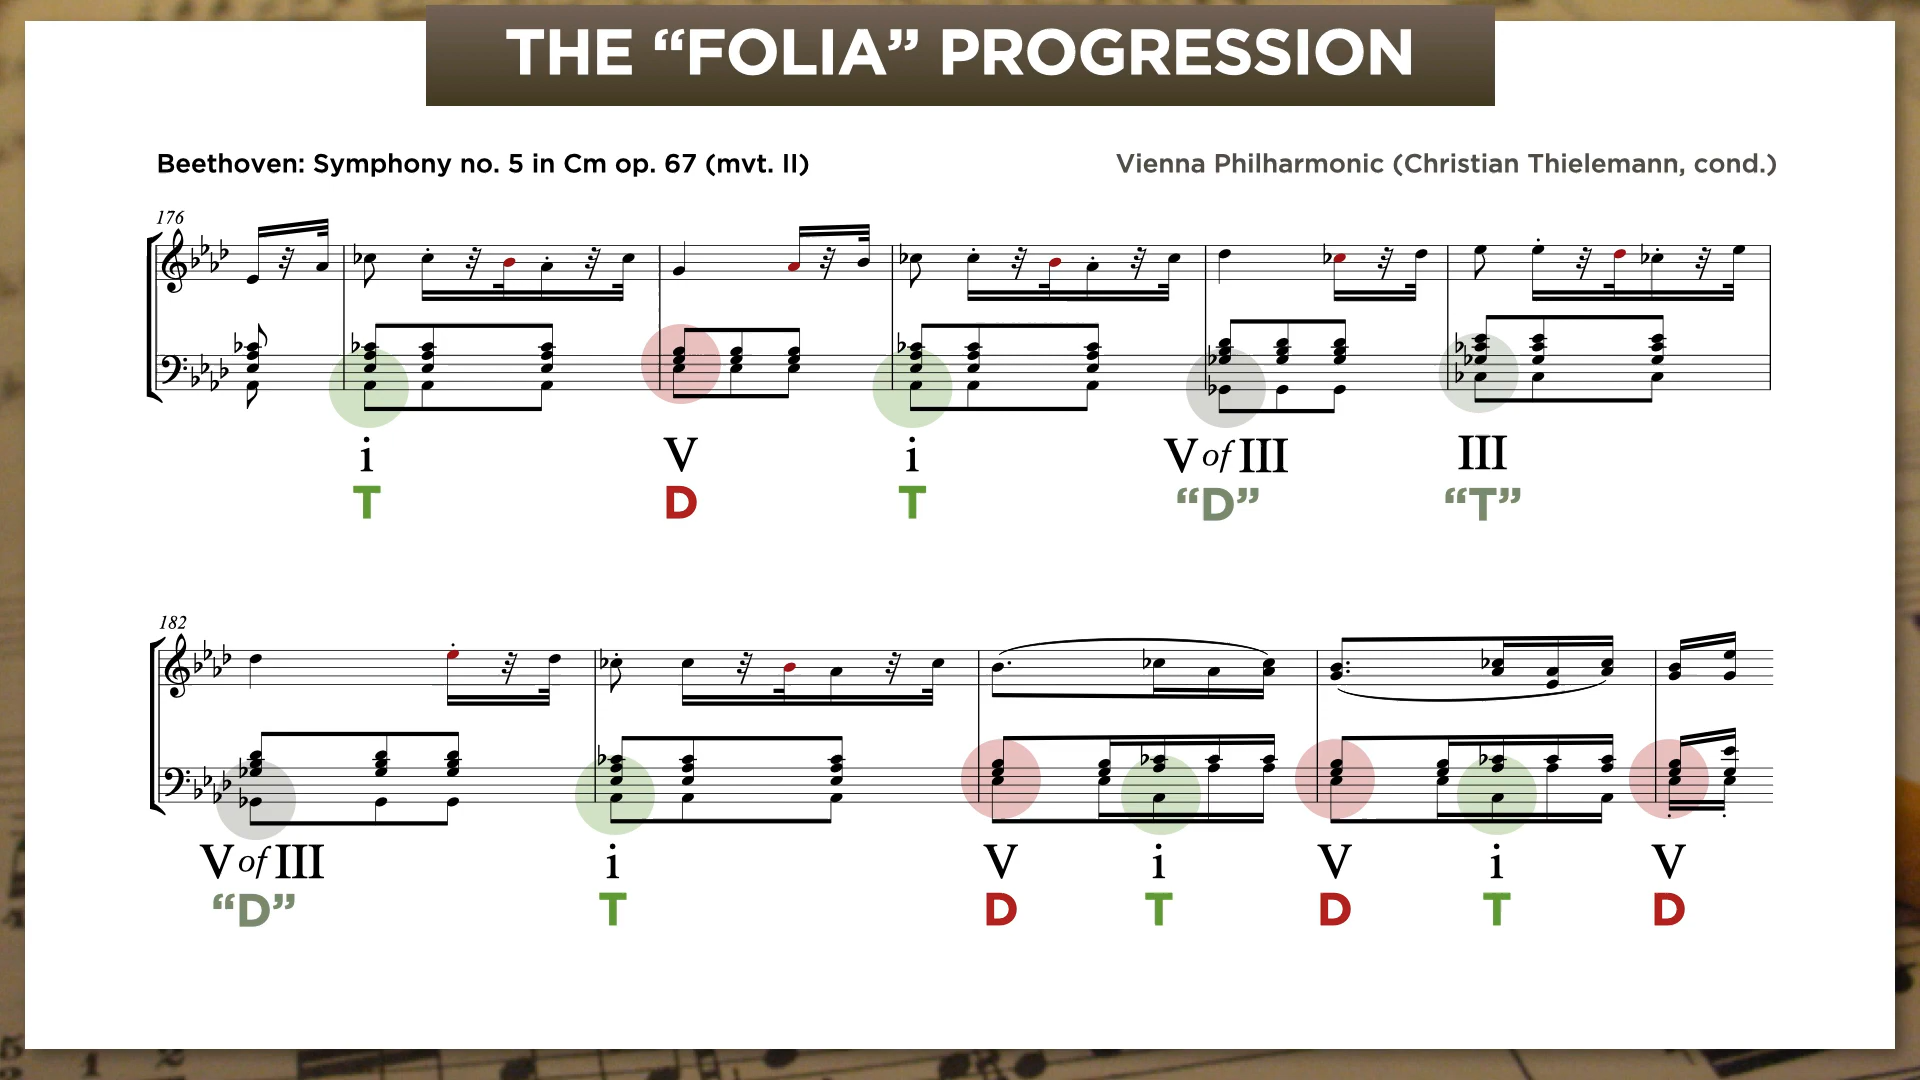 THE “FOLIA” PROGRESSION
Beethoven: Symphony no. 5 in Cm op. 67 (mvt. II)
Vienna Philharmonic (Christian Thielemann, cond.)
176
i V i V of III III
T D T “D” “T”
182
V of III i V i V i V
“D” T D T D T D